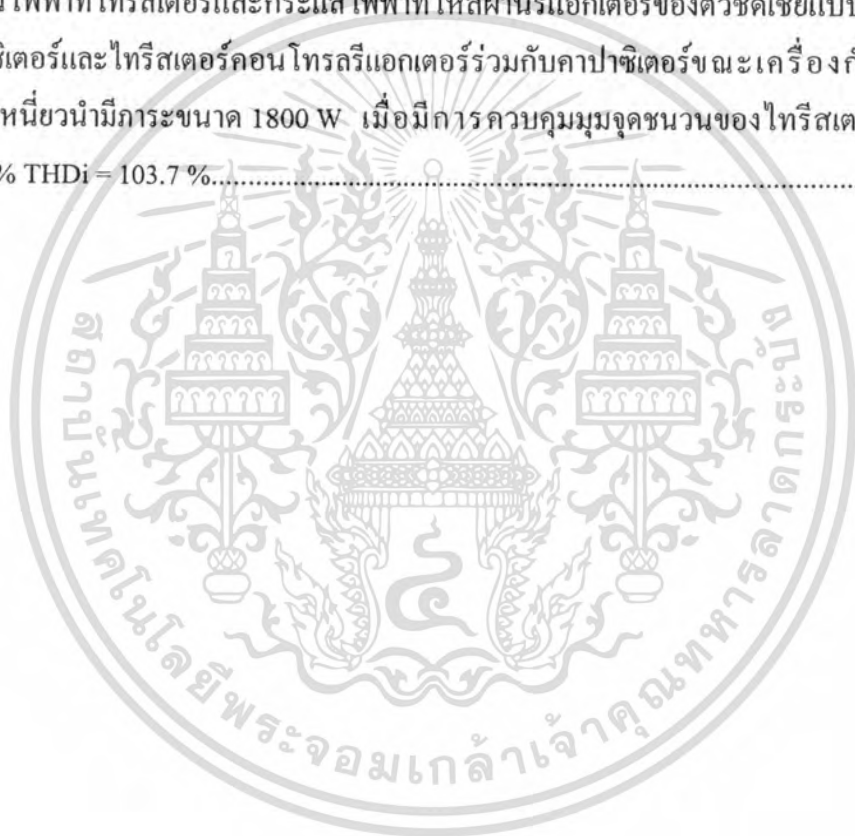 นไฟฟ้าที่ไทรีสเตอร์และกระแสไฟฟ้าที่ไหลผ่านรีแอกเตอร์ของตัวชดเชยแบบ
ซิเตอร์และไทรีสเตอร์คอนโทรลรีแอกเตอร์ร่วมกับคาปาซิเตอร์ขณะเครื่องกำ
หนี่ยวนำมีภาระขนาด 1800 W เมื่อมีการควบคุมมุมจุดชนวนของไทรีสเต
% THDi = 103.7 %
สถาบันเทคโนโลยีพระจอมเกล้าเจ้าคุณทหารลาดกระบัง